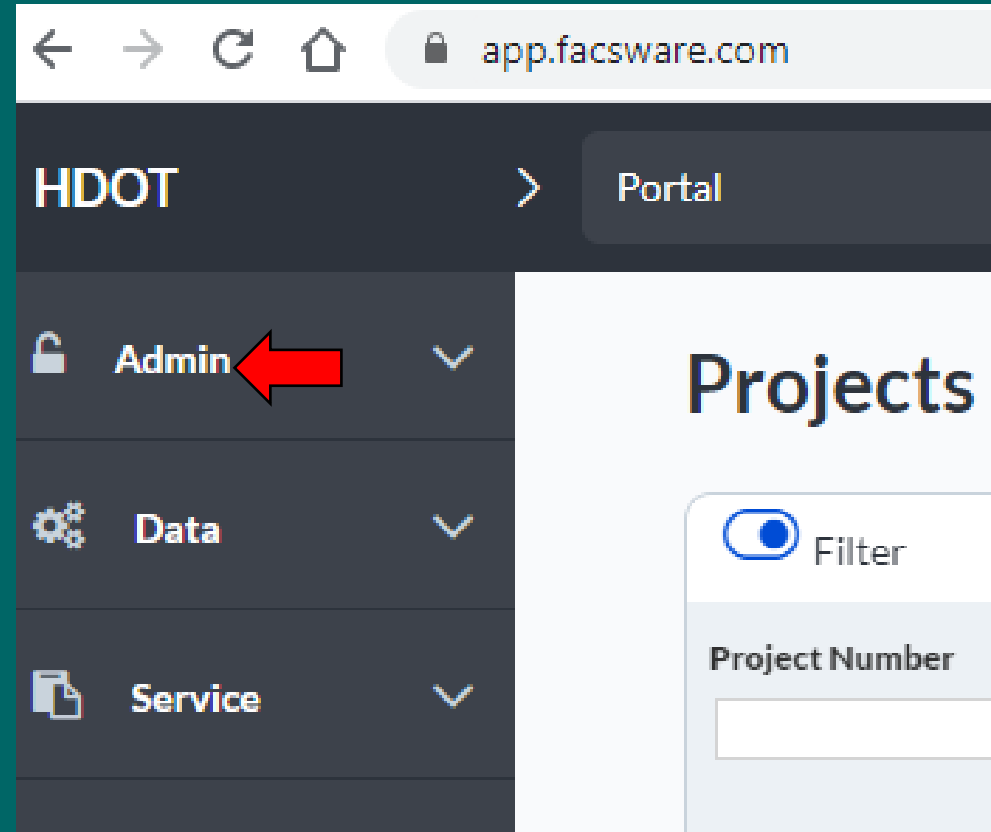 app.facsware.com
HDOT
Portal
Admin
Projects
Data
Filter
Project Number
Service